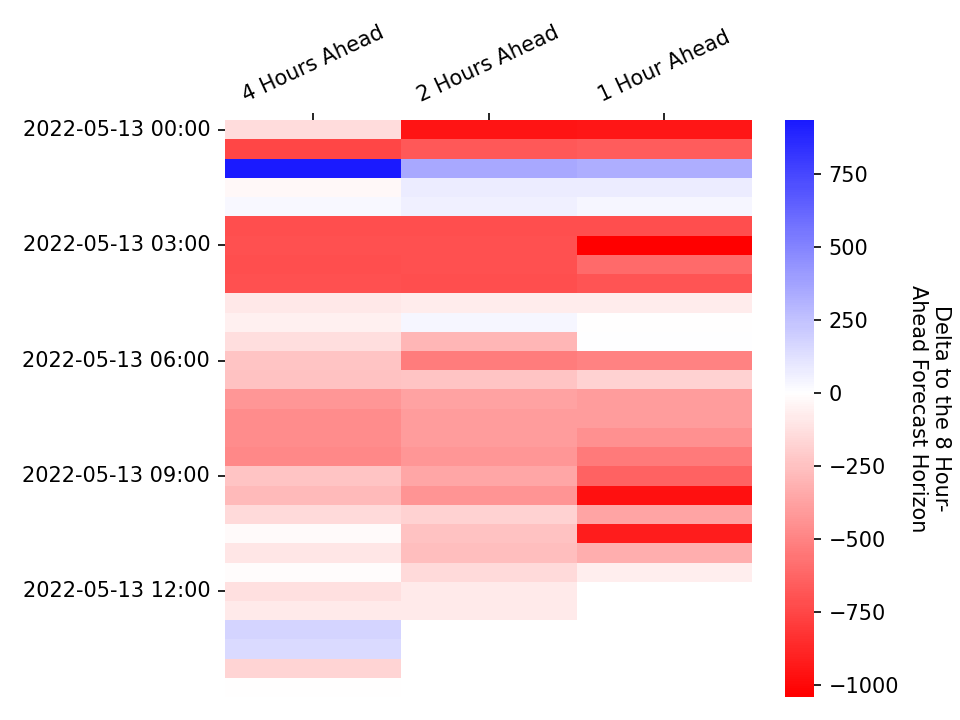 4 Hours Ahead
2 Hours Ahead
1 Hour Ahead
2022-05-13 00:00
2022-05-13 03:00
2022-05-13 06:00
2022-05-13 09:00
2022-05-13 12:00
750
500
250
0
−250
−500
−750
−1000
Delta to the 8 Hour-
Ahead Forecast Horizon